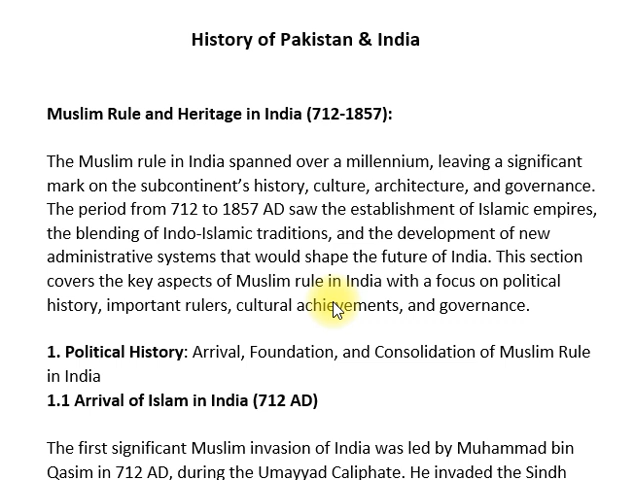 History of Pakistan & India
Muslim Rule and Heritage in India (712-1857):
The Muslim rule in India spanned over a millennium, leaving a significant
mark on the subcontinent’s history, culture, architecture, and governance.
The period from 712 to 1857 AD saw the establishment of Islamic empires,
the blending of Indo-Islamic traditions, and the development of new
administrative systems that would shape the future of India. This section
covers the key aspects of Muslim rule in India with a focus on political
history, important rulers, cultural achievements, and governance.
1. Political History: Arrival, Foundation, and Consolidation of Muslim Rule
in India
1.1 Arrival of Islam in India (712 AD)
The first significant Muslim invasion of India was led by Muhammad bin
Qasim in 712 AD, during the Umayyad Caliphate. He invaded the Sindh